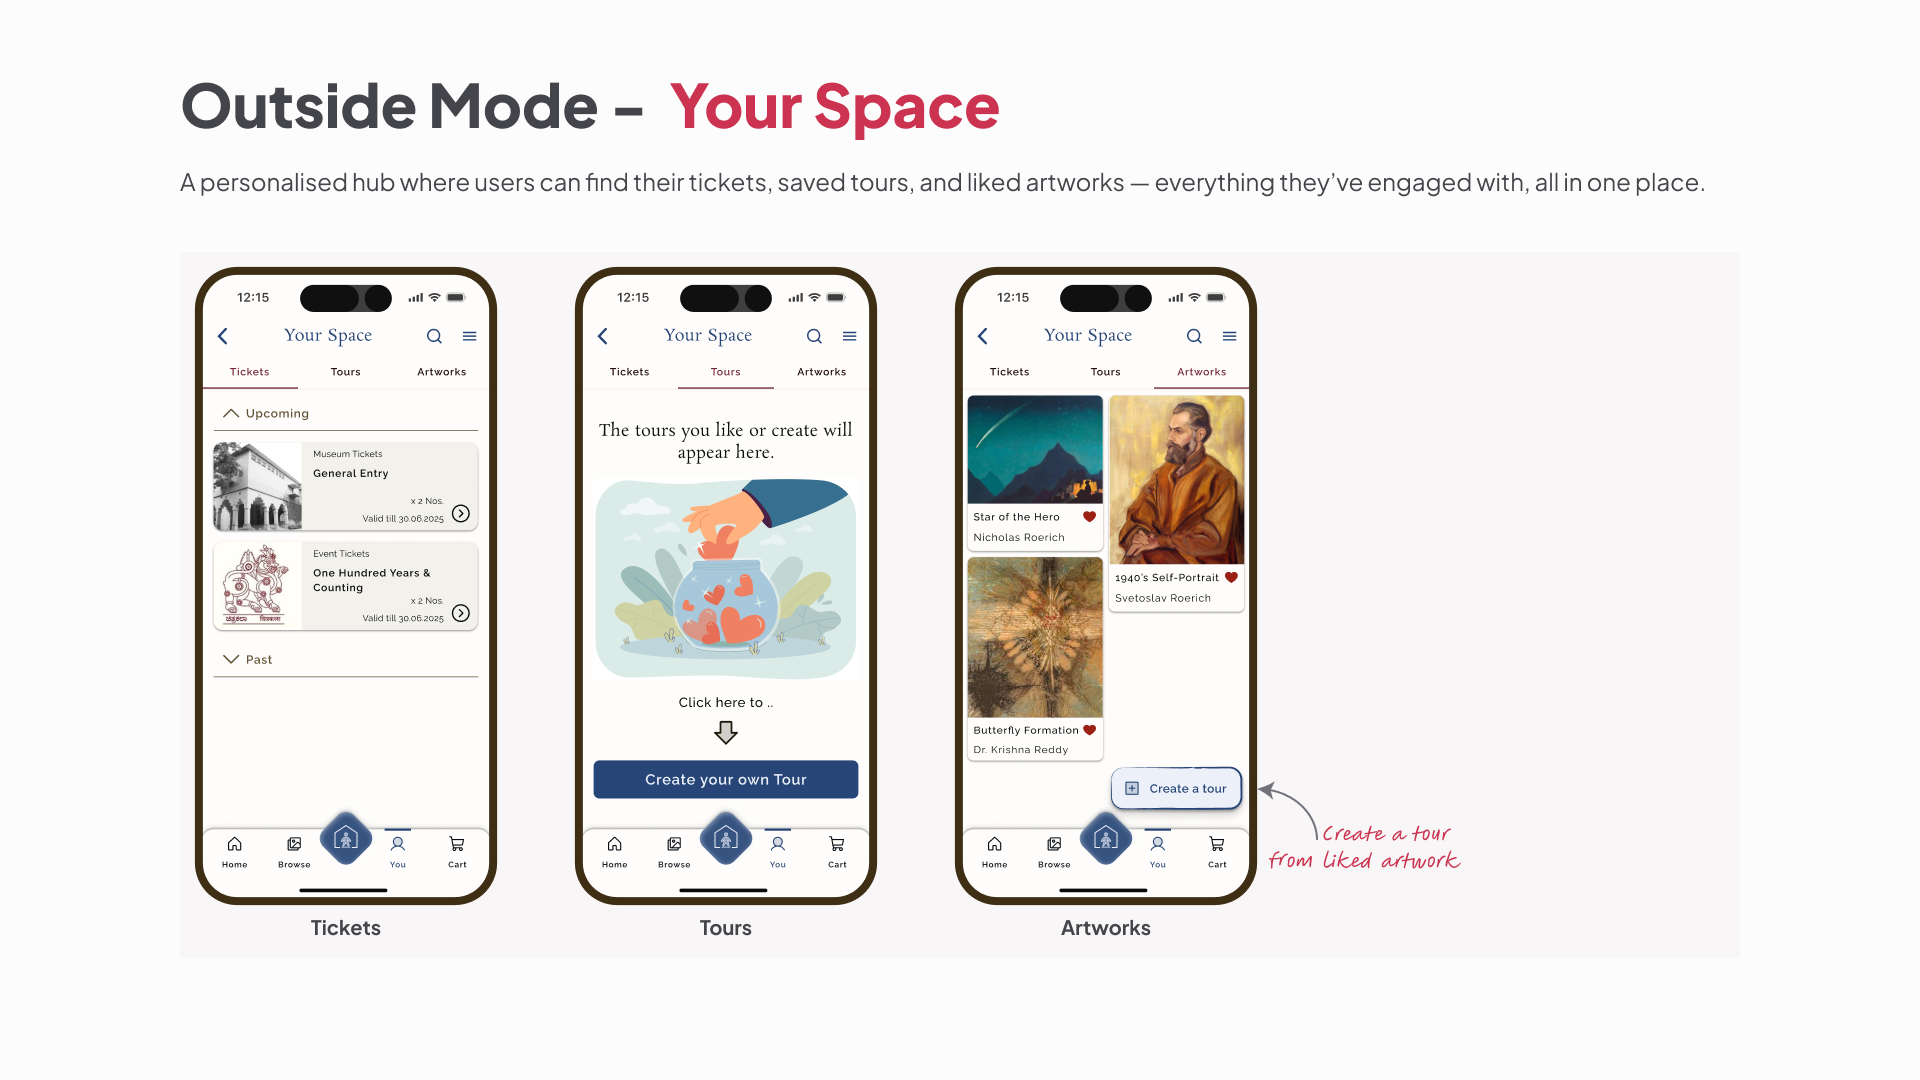 Outside Mode – Your Space
A personalised hub where users can find their tickets, saved tours, and liked artworks — everything they’ve engaged with, all in one place.
12:15
Your Space
Tickets
Tours
Artworks
Upcoming
Museum Tickets
General Entry
x 2 Nos.
Valid till 30.06.2025
Event Tickets
One Hundred Years &
Counting
x 2 Nos.
Valid till 30.06.2025
Past
Home
Browse
You
Cart
Tickets
12:15
Your Space
Tickets
Tours
Artworks
The tours you like or create will
appear here.
Click here to ..
Create your own Tour
Home
Browse
You
Cart
Tours
12:15
Your Space
Tickets
Tours
Artworks
Star of the Hero
Nicholas Roerich
1940's Self-Portrait
Svetoslav Roerich
Butterfly Formation
Dr. Krishna Reddy
Create a tour
Home
Browse
You
Cart
Artworks
Create a tour
from liked artwork